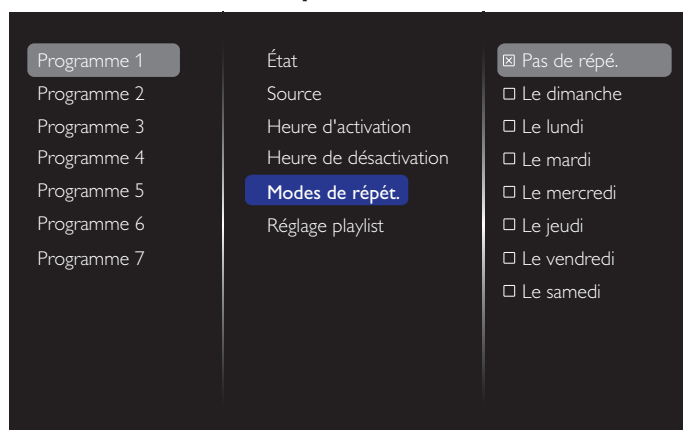 Programme 1
Programme 2
Programme 3
Programme 4
Programme 5
Programme 6
Programme 7
État
Source
Heure d'activation
Heure de désactivation
Modes de répét.
Réglage playlist
☒ Pas de répé.
☐ Le dimanche
☐ Le lundi
☐ Le mardi
☐ Le mercredi
☐ Le jeudi
☐ Le vendredi
☐ Le samedi